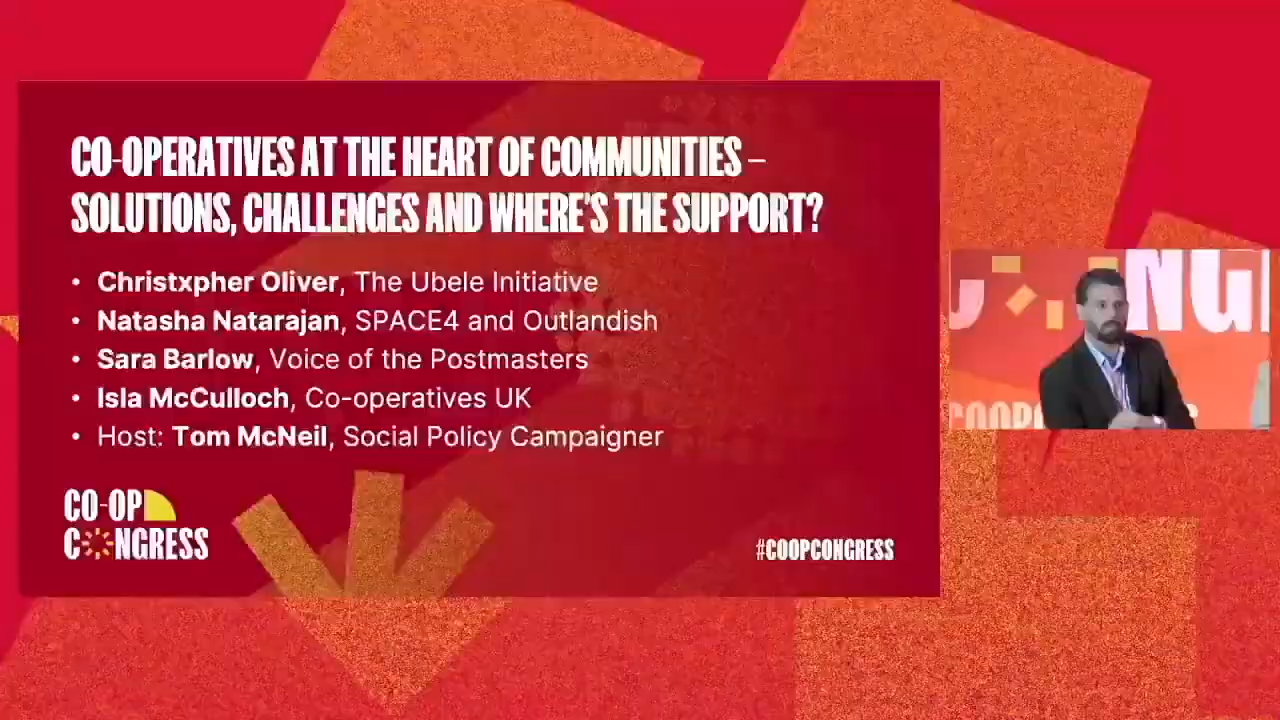 CO-OPERATIVES AT THE HEART OF COMMUNITIES –
SOLUTIONS, CHALLENGES AND WHERE'S THE SUPPORT?
• Christxpher Oliver, The Ubele Initiative
• Natasha Natarajan, SPACE4 and Outlandish
• Sara Barlow, Voice of the Postmasters
• Isla McCulloch, Co-operatives UK
• Host: Tom McNeil, Social Policy Campaigner
CO-OP
CONGRESS
#COOPCONGRESS